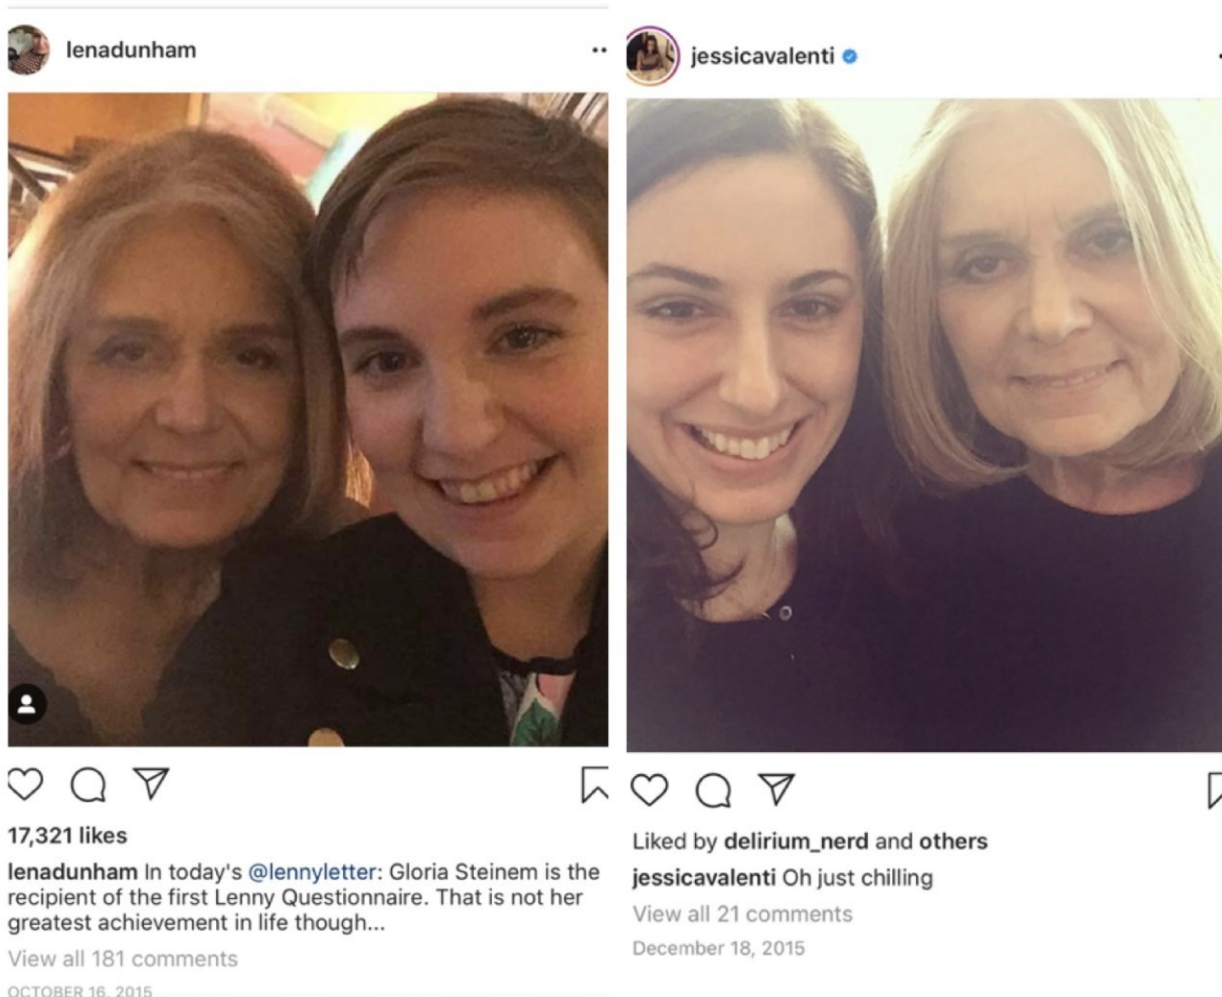 lenadunham
17,321 likes
lenadunham In today's @lennyletter: Gloria Steinem is the
recipient of the first Lenny Questionnaire. That is not her
greatest achievement in life though...
View all 181 comments
OCTOBER 16, 2015
jessicavalenti
Liked by delirium_nerd and others
jessicavalenti Oh just chilling
View all 21 comments
December 18, 2015